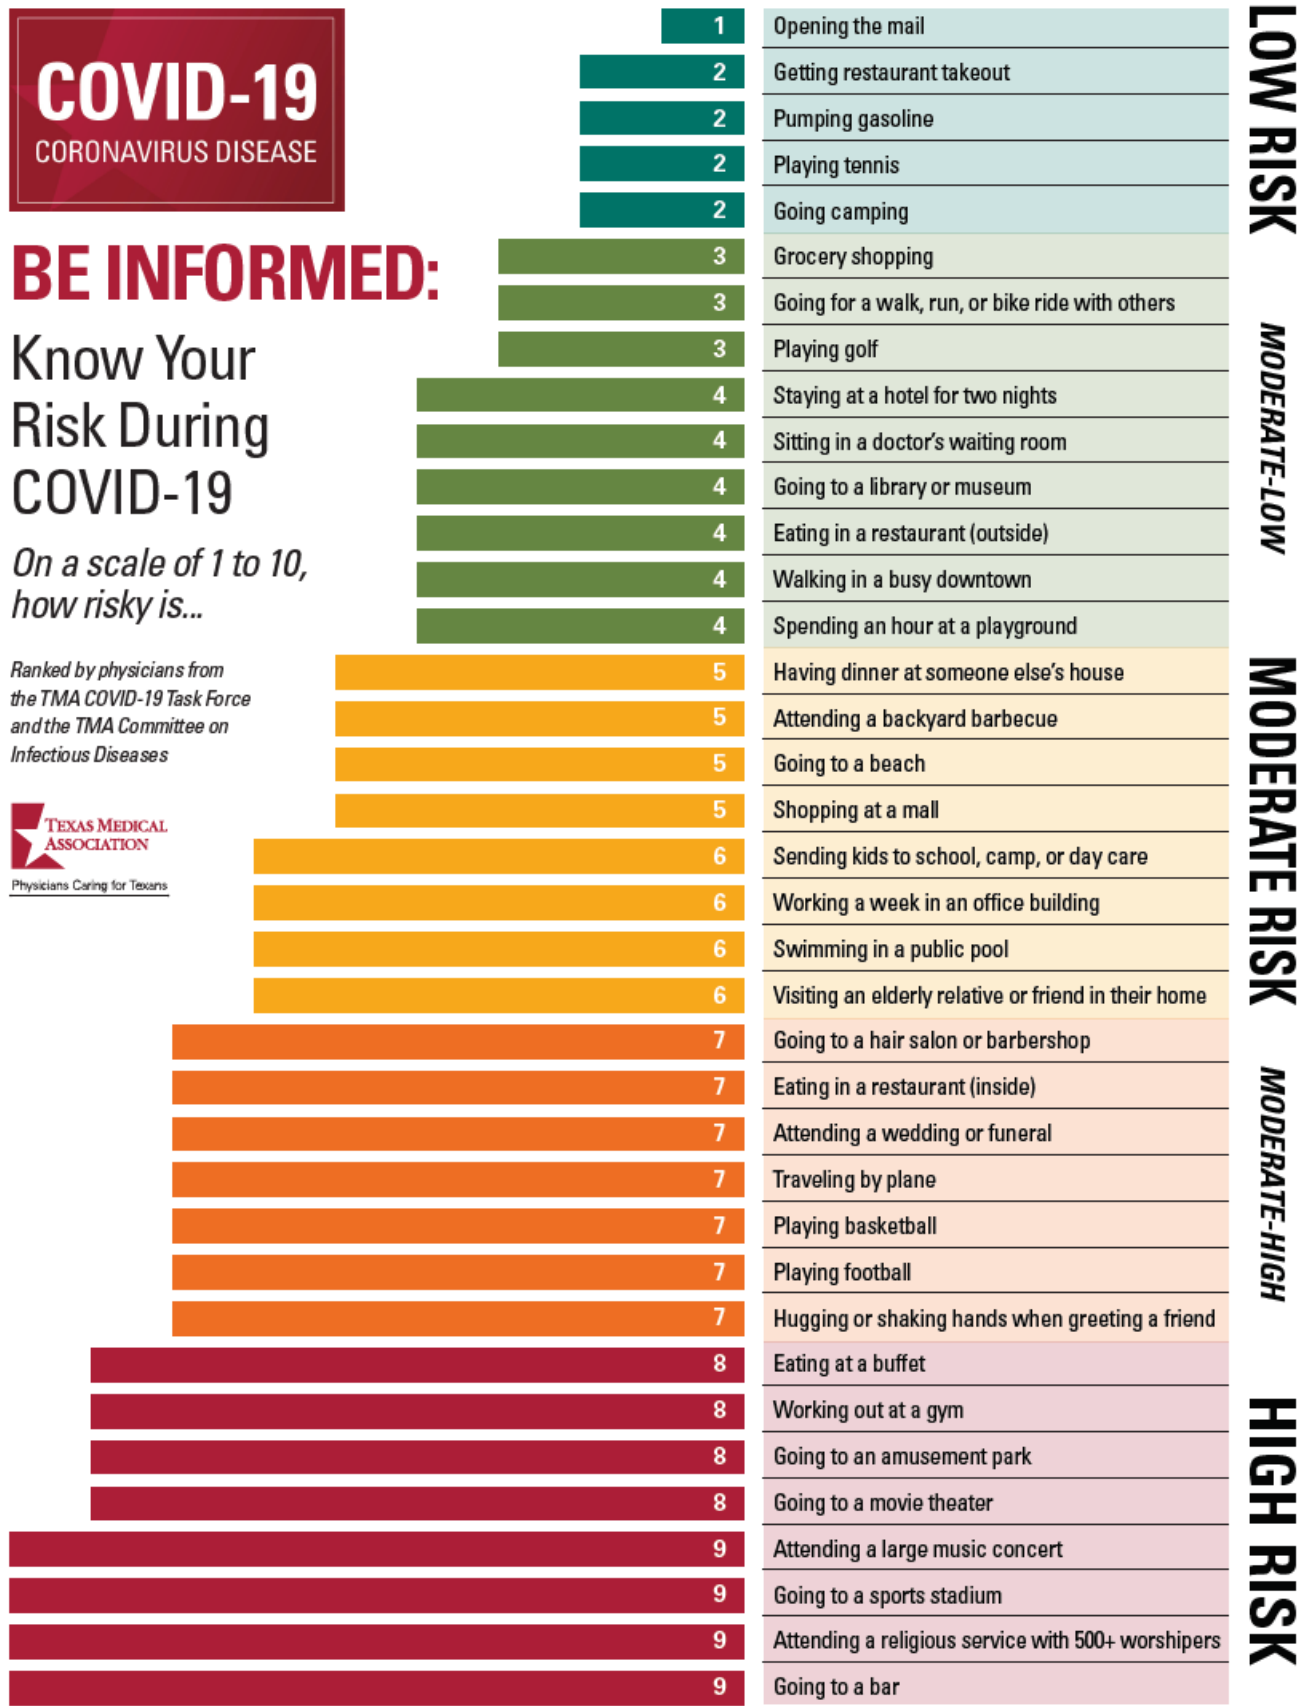 COVID-19
CORONAVIRUS DISEASE
BE INFORMED:
Know Your
Risk During
COVID-19
On a scale of 1 to 10,
how risky is...
Ranked by physicians from
the TMA COVID-19 Task Force
and the TMA Committee on
Infectious Diseases
TEXAS MEDICAL
ASSOCIATION
Physicians Caring for Texans
1 Opening the mail
2 Getting restaurant takeout
2 Pumping gasoline
2 Playing tennis
2 Going camping
3 Grocery shopping
3 Going for a walk, run, or bike ride with others
3 Playing golf
4 Staying at a hotel for two nights
4 Sitting in a doctor's waiting room
4 Going to a library or museum
4 Eating in a restaurant (outside)
4 Walking in a busy downtown
4 Spending an hour at a playground
5 Having dinner at someone else's house
5 Attending a backyard barbecue
5 Going to a beach
5 Shopping at a mall
6 Sending kids to school, camp, or day care
6 Working a week in an office building
6 Swimming in a public pool
6 Visiting an elderly relative or friend in their home
7 Going to a hair salon or barbershop
7 Eating in a restaurant (inside)
7 Attending a wedding or funeral
7 Traveling by plane
7 Playing basketball
7 Playing football
7 Hugging or shaking hands when greeting a friend
8 Eating at a buffet
8 Working out at a gym
8 Going to an amusement park
8 Going to a movie theater
9 Attending a large music concert
9 Going to a sports stadium
9 Attending a religious service with 500+ worshipers
9 Going to a bar
LOW RISK
MODERATE-LOW
MODERATE RISK
MODERATE-HIGH
HIGH RISK